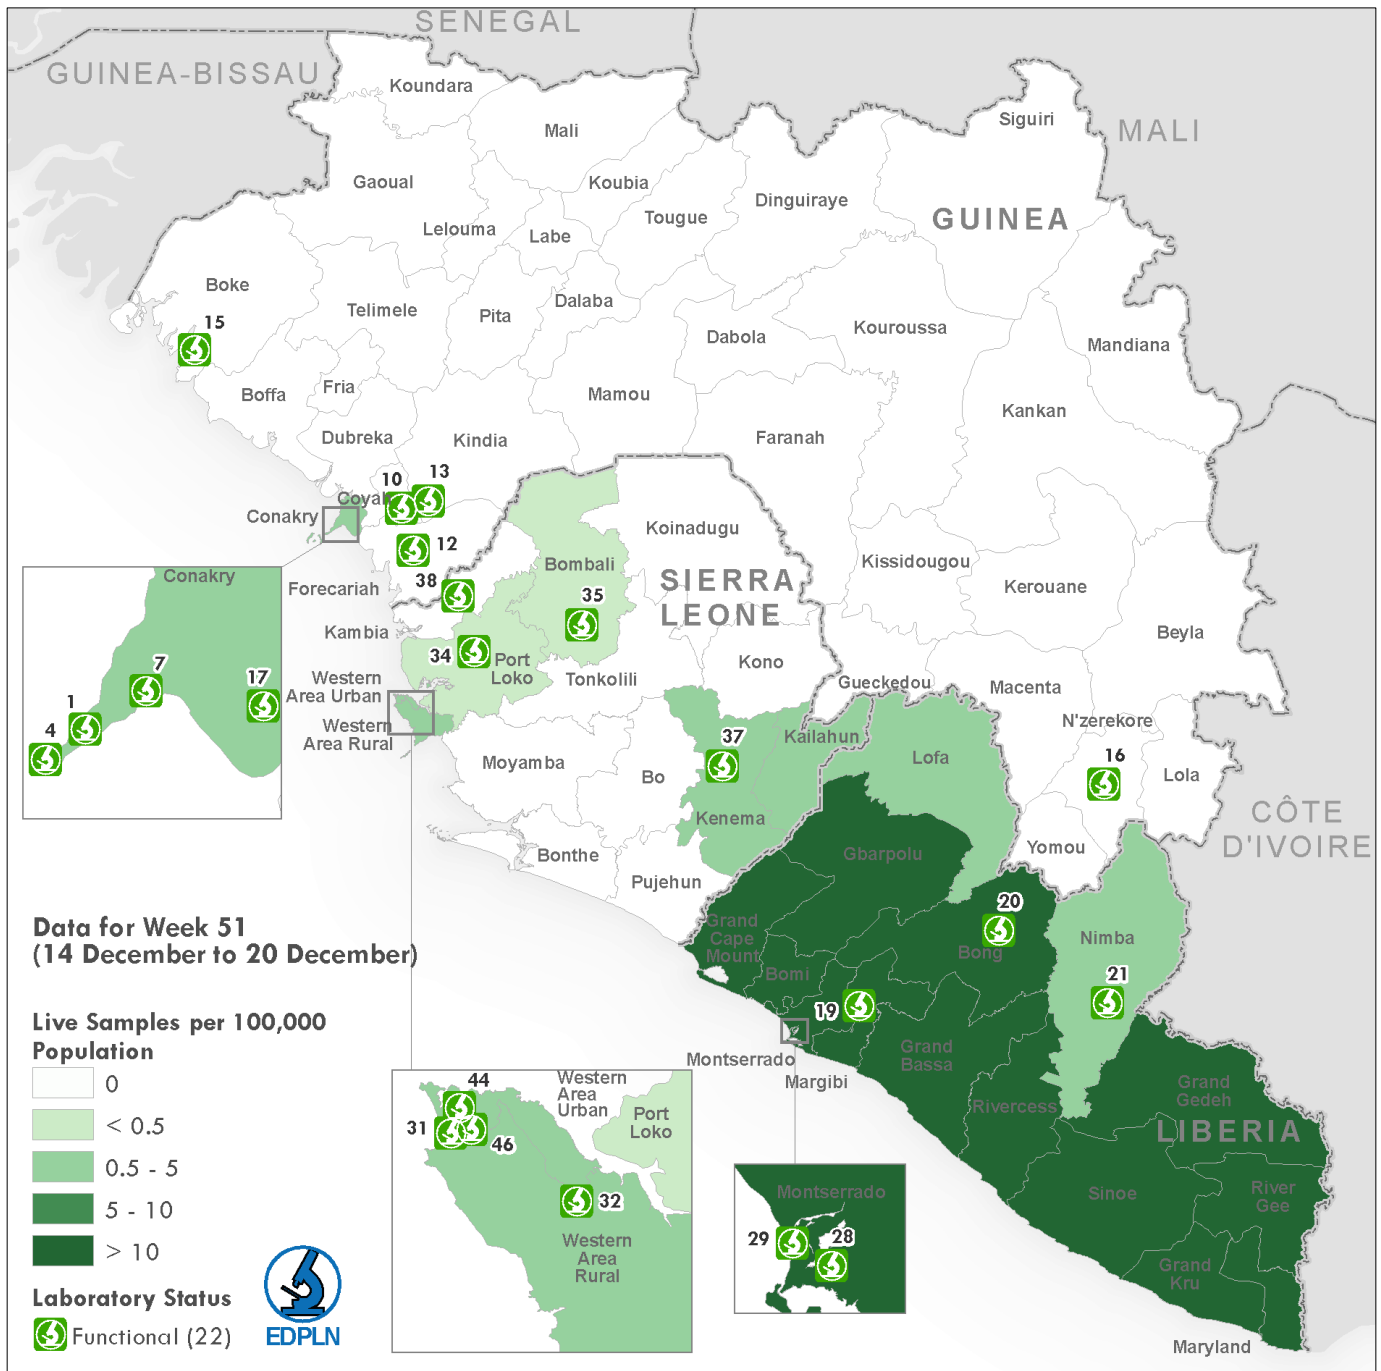 SENEGAL
GUINEA-BISSAU
Koundara
Mali
Siguiri
MALI
Gaoual
Koubia
Dinguiraye
Tougue
GUINEA
Lelouma
Labe
Boke
Telimele
Pita
Dalaba
15
Dabola
Kouroussa
Mandiana
Boffa
Fria
Mamou
Kankan
Dubreka
Kindia
Faranah
10
13
Coyah
Conakry
Koinadugu
12
Kissidougou
Bombali
Forecariah
38
SIERRA
LEONE
Kerouane
35
Kambia
34
Port
Loko
Kono
Beyla
Tonkolili
Western
Area Urban
Gueckedou
Macenta
N'zerekore
Western
Area Rural
37
Kailahun
Lofa
16
Lola
Moyamba
Bo
Kenema
CÔTE
D'IVOIRE
Gbarpolu
Yomou
Bonthe
Pujehun
20
Grand
Cape
Mount
Bong
Nimba
Bomi
21
19
Montserrado
Margibi
Grand
Bassa
Rivercess
Grand
Gedeh
LIBERIA
Sinoe
River
Gee
Grand
Kru
Maryland
Conakry
7
17
1
4
Data for Week 51
(14 December to 20 December)
Live Samples per 100,000
Population
0
< 0.5
0.5 - 5
5 - 10
> 10
Laboratory Status
Functional (22)
EDPLN
44
Western
Area
Urban
Port
Loko
31
46
32
Western
Area
Rural
Montserrado
29
28